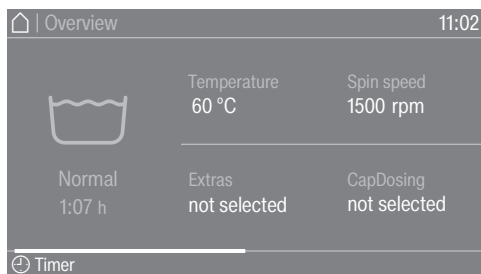 | Overview 11:02
Temperature Spin speed
60 °C 1500 rpm
Normal Extras CapDosing
1:07 h not selected not selected
Timer